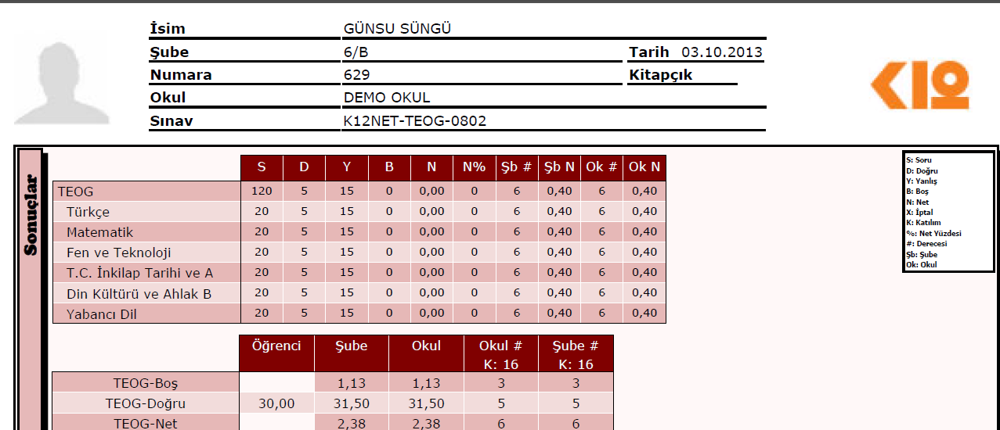 İsim GÜNSU SÜNGÜ
Şube 6/B Tarih 03.10.2013
Numara 629 Kitapçık
Okul DEMO OKUL
Sınav K12NET-TEOG-0802
K12
Sonuçlar
S D Y B N N% Şb # Şb N Ok # Ok N
TEOG 120 5 15 0 0,00 0 6 0,40 6 0,40
Türkçe 20 5 15 0 0,00 0 6 0,40 6 0,40
Matematik 20 5 15 0 0,00 0 6 0,40 6 0,40
Fen ve Teknoloji 20 5 15 0 0,00 0 6 0,40 6 0,40
T.C. İnkilap Tarihi ve A 20 5 15 0 0,00 0 6 0,40 6 0,40
Din Kültürü ve Ahlak B 20 5 15 0 0,00 0 6 0,40 6 0,40
Yabancı Dil 20 5 15 0 0,00 0 6 0,40 6 0,40
S: Soru
D: Doğru
Y: Yanlış
B: Boş
N: Net
X: İptal
K: Katılım
%: Net Yüzdesi
#: Derecesi
Şb: Şube
Ok: Okul
Öğrenci Şube Okul Okul # Şube #
K: 16 K: 16
TEOG-Boş 1,13 1,13 3 3
TEOG-Doğru 30,00 31,50 31,50 5 5
TEOG-Net 2,38 2,38 6 6